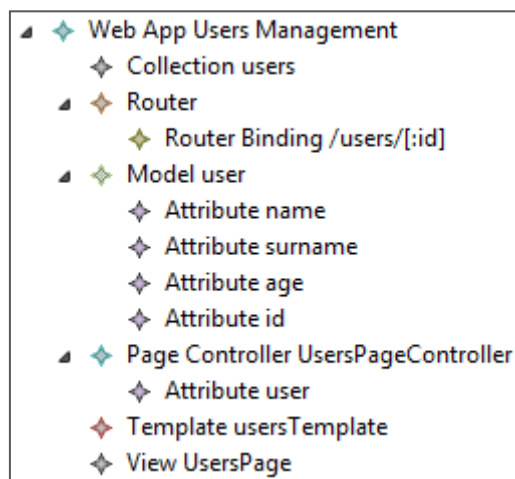 Web App Users Management
Collection users
Router
Router Binding /users/[:id]
Model user
Attribute name
Attribute surname
Attribute age
Attribute id
Page Controller UsersPageController
Attribute user
Template usersTemplate
View UsersPage